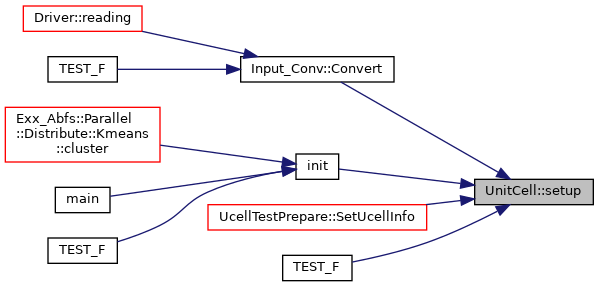 Driver::reading
TEST_F
Input_Conv::Convert
Exx_Abfs::Parallel
::Distribute::Kmeans
::cluster
init
UnitCell::setup
main
UcellTestPrepare::SetUcellInfo
TEST_F
TEST_F